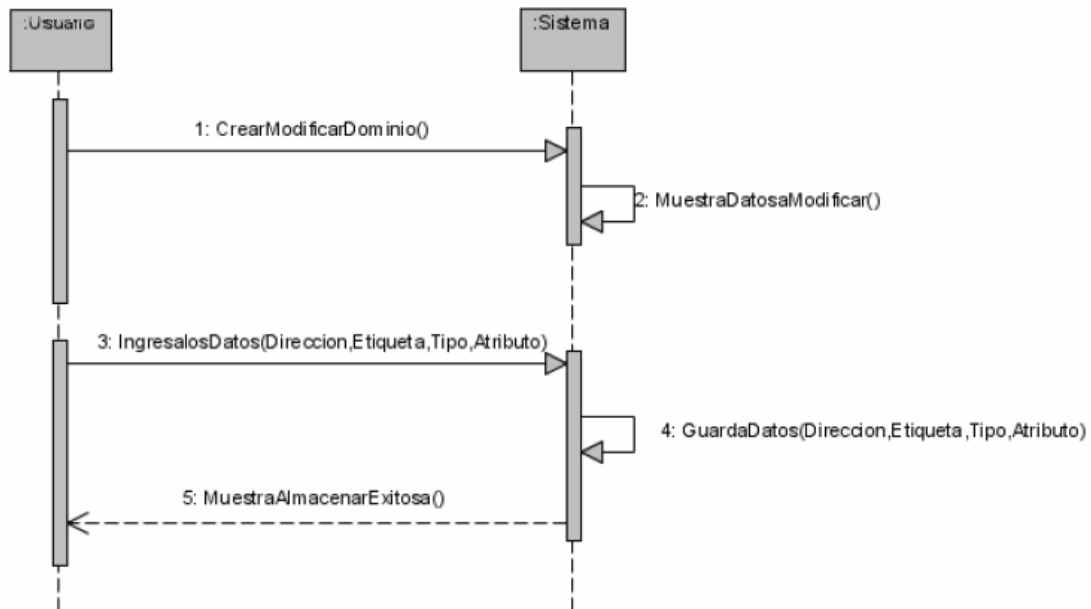 :Usuario
:Sistema
1: CrearModificarDominio()
2: MuestraDatosaModificar()
3: IngresalosDatos(Direccion,Etiqueta,Tipo,Atributo)
4: GuardaDatos(Direccion,Etiqueta,Tipo,Atributo)
5: MuestraAlmacenarExitosa()